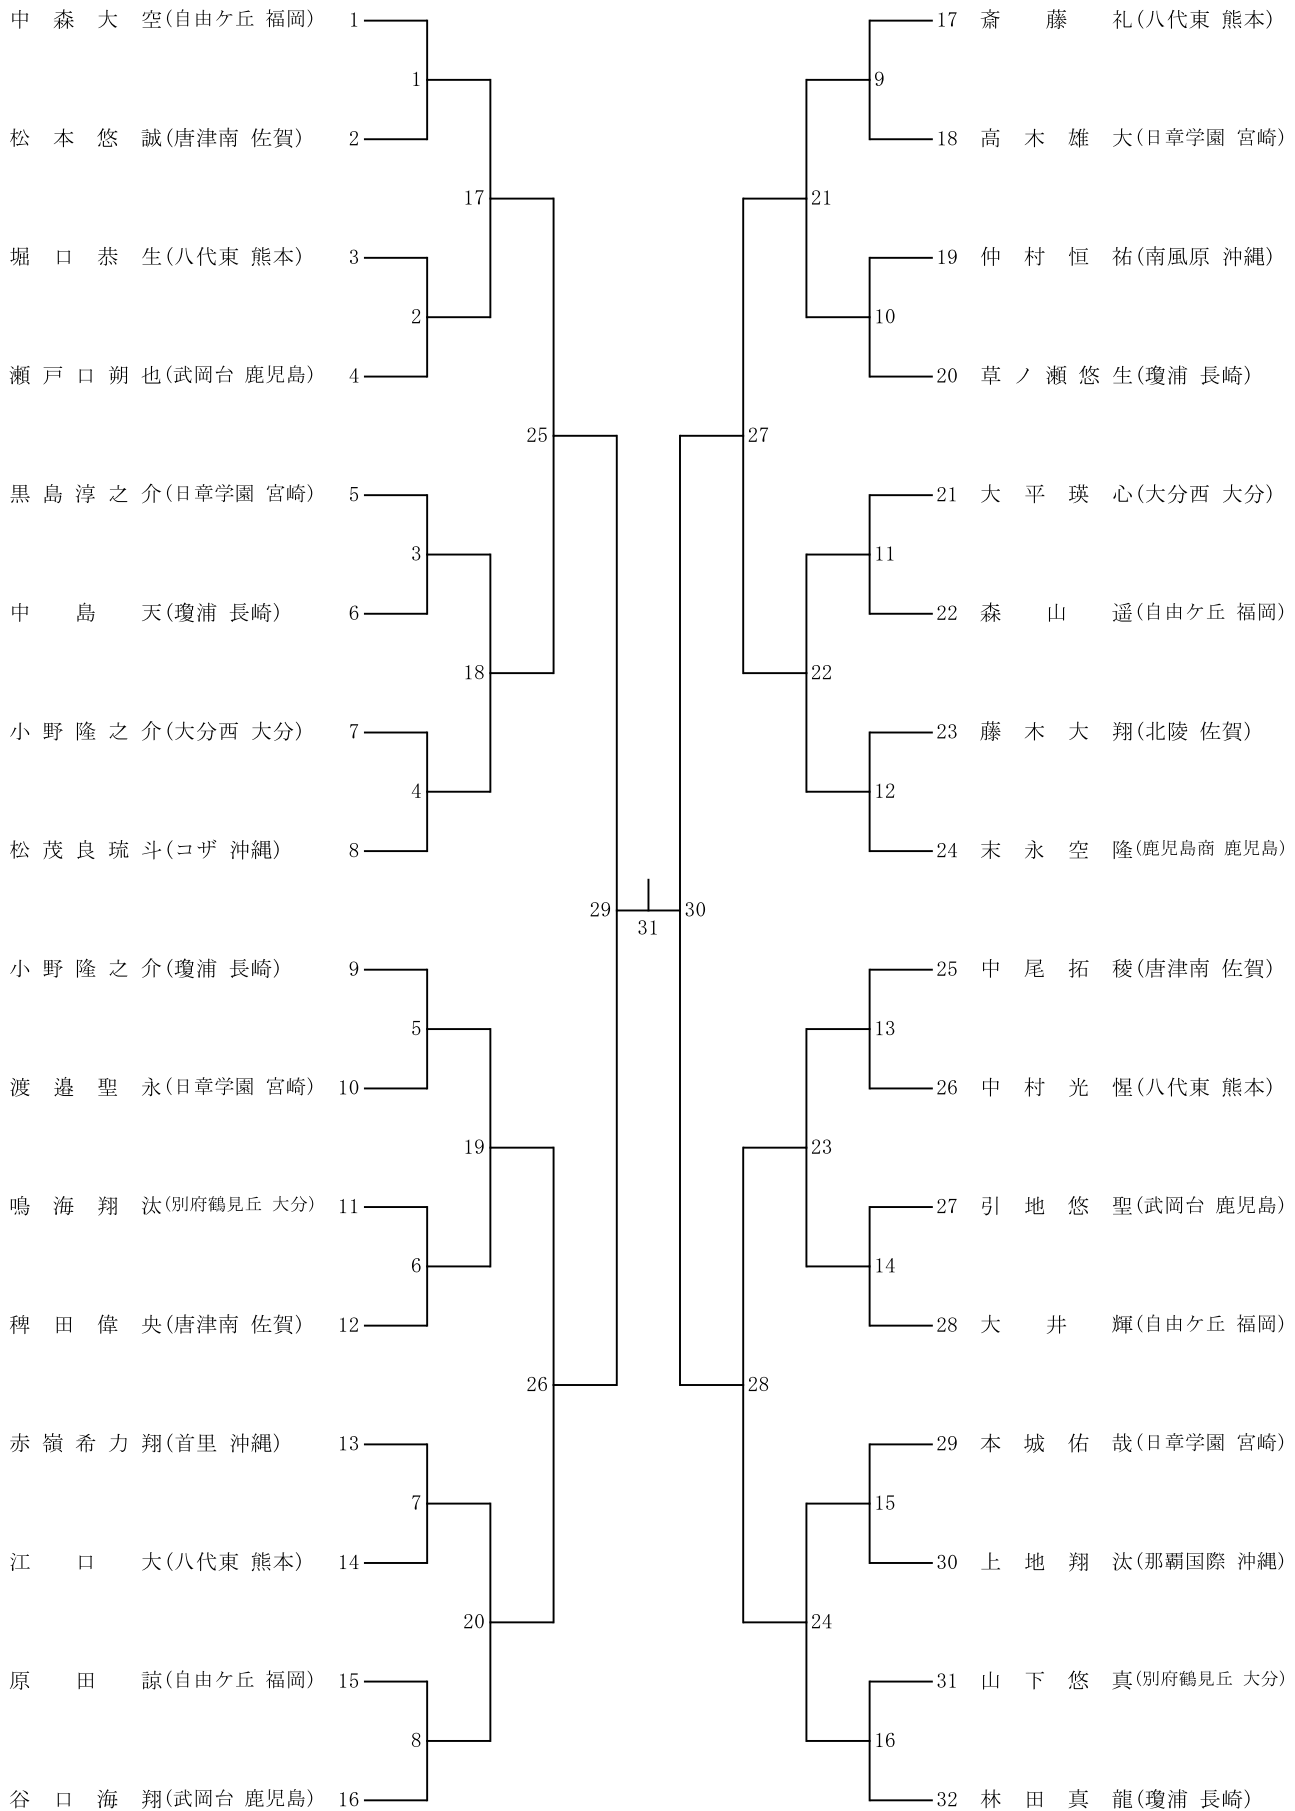 中森大空(自由ケ丘 福岡) 1
松本悠誠(唐津南 佐賀) 2
堀口恭生(八代東 熊本) 3
瀬戸口朔也(武岡台 鹿児島) 4
黒島淳之介(日章学園 宮崎) 5
中島天(瓊浦 長崎) 6
小野隆之介(大分西 大分) 7
松茂良琉斗(コザ 沖縄) 8
小野隆之介(瓊浦 長崎) 9
渡邉聖永(日章学園 宮崎) 10
鳴海翔汰(別府鶴見丘 大分) 11
稗田偉央(唐津南 佐賀) 12
赤嶺希力翔(首里 沖縄) 13
江口大(八代東 熊本) 14
原田諒(自由ケ丘 福岡) 15
谷口海翔(武岡台 鹿児島) 16
1
2
3
4
5
6
7
8
17
18
19
20
25
26
29
31
30
27
28
21
22
23
24
9
10
11
12
13
14
15
16
17 斎藤礼(八代東 熊本)
18 高木雄大(日章学園 宮崎)
19 仲村恒祐(南風原 沖縄)
20 草ノ瀬悠生(瓊浦 長崎)
21 大平瑛心(大分西 大分)
22 森山遥(自由ケ丘 福岡)
23 藤木大翔(北陵 佐賀)
24 末永空隆(鹿児島商 鹿児島)
25 中尾拓稜(唐津南 佐賀)
26 中村光惺(八代東 熊本)
27 引地悠聖(武岡台 鹿児島)
28 大井輝(自由ケ丘 福岡)
29 本城佑哉(日章学園 宮崎)
30 上地翔汰(那覇国際 沖縄)
31 山下悠真(別府鶴見丘 大分)
32 林田真龍(瓊浦 長崎)